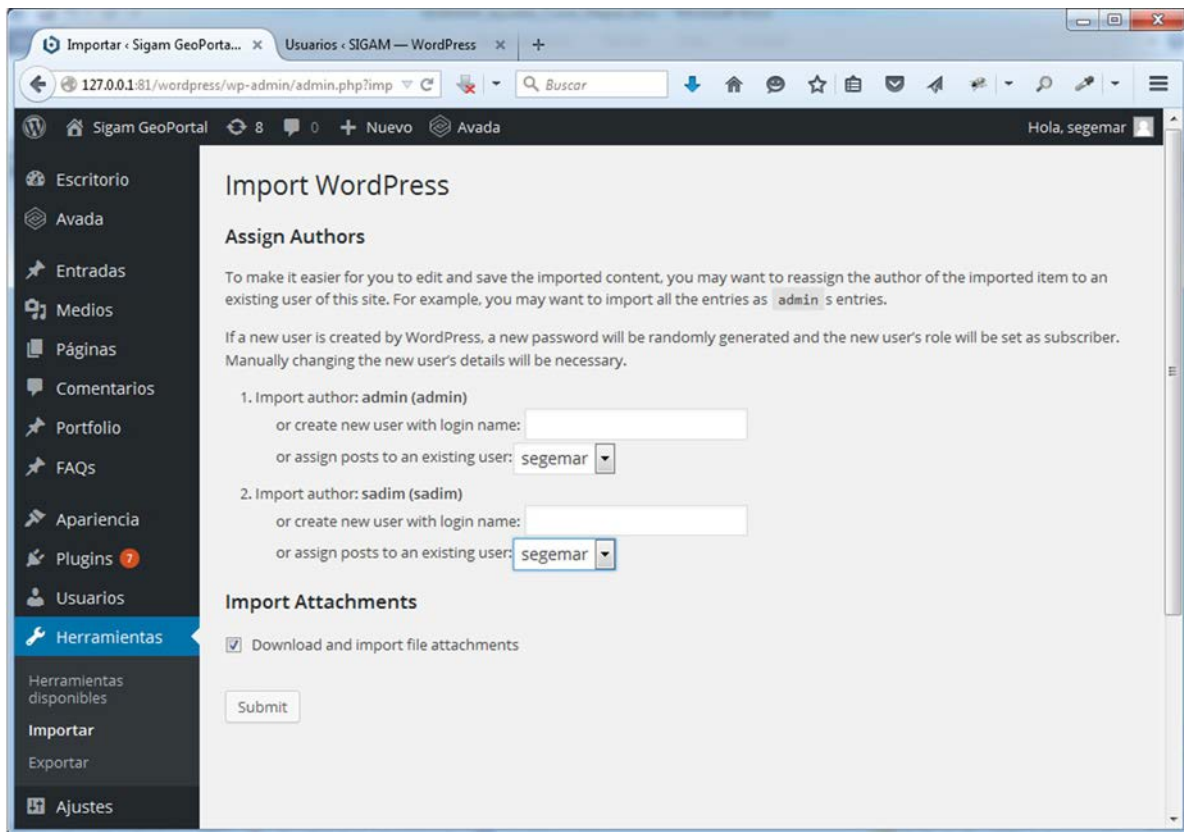 Importar ‹ Sigam GeoPorta... ×
Usuarios ‹ SIGAM — WordPress ×
127.0.0.1:81/wordpress/wp-admin/admin.php?imp
Buscar
Sigam GeoPortal 8 0 + Nuevo Avada
Hola, segemar
Escritorio
Avada
Entradas
Medios
Páginas
Comentarios
Portfolio
FAQs
Apariencia
Plugins 7
Usuarios
Herramientas
Herramientas
disponibles
Importar
Exportar
Ajustes
Import WordPress
Assign Authors
To make it easier for you to edit and save the imported content, you may want to reassign the author of the imported item to an
existing user of this site. For example, you may want to import all the entries as admin s entries.
If a new user is created by WordPress, a new password will be randomly generated and the new user's role will be set as subscriber.
Manually changing the new user's details will be necessary.
1. Import author: admin (admin)
or create new user with login name:
or assign posts to an existing user: segemar
2. Import author: sadim (sadim)
or create new user with login name:
or assign posts to an existing user: segemar
Import Attachments
Download and import file attachments
Submit